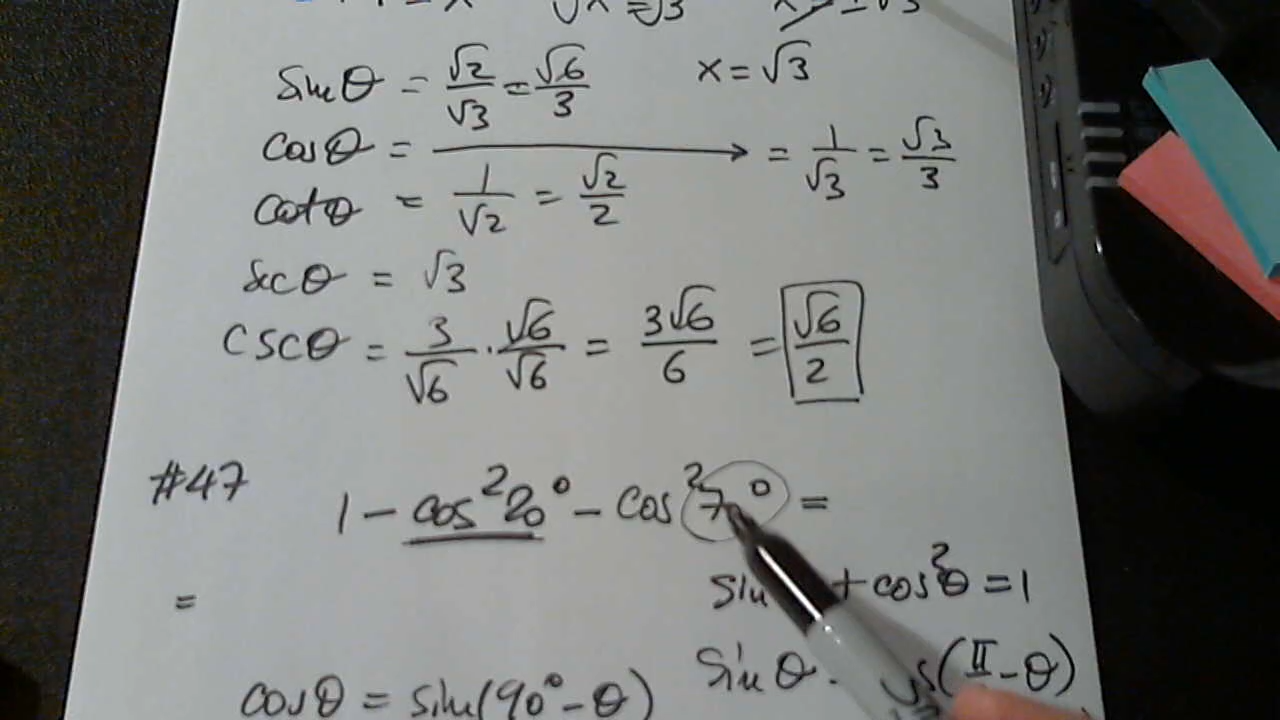 √x = √3
sinθ = √2/√3 = √6/3 x = √3
cosθ = ⟶ = 1/√3 = √3/3
cotθ = 1/√2 = √2/2
secθ = √3
cscθ = 3/√6 · √6/√6 = 3√6/6 = √6/2
#47 1 - cos²20° - cos²7 ° =
= sin + cos²θ = 1
sinθ (π - θ)
cosθ = sin(90° - θ)